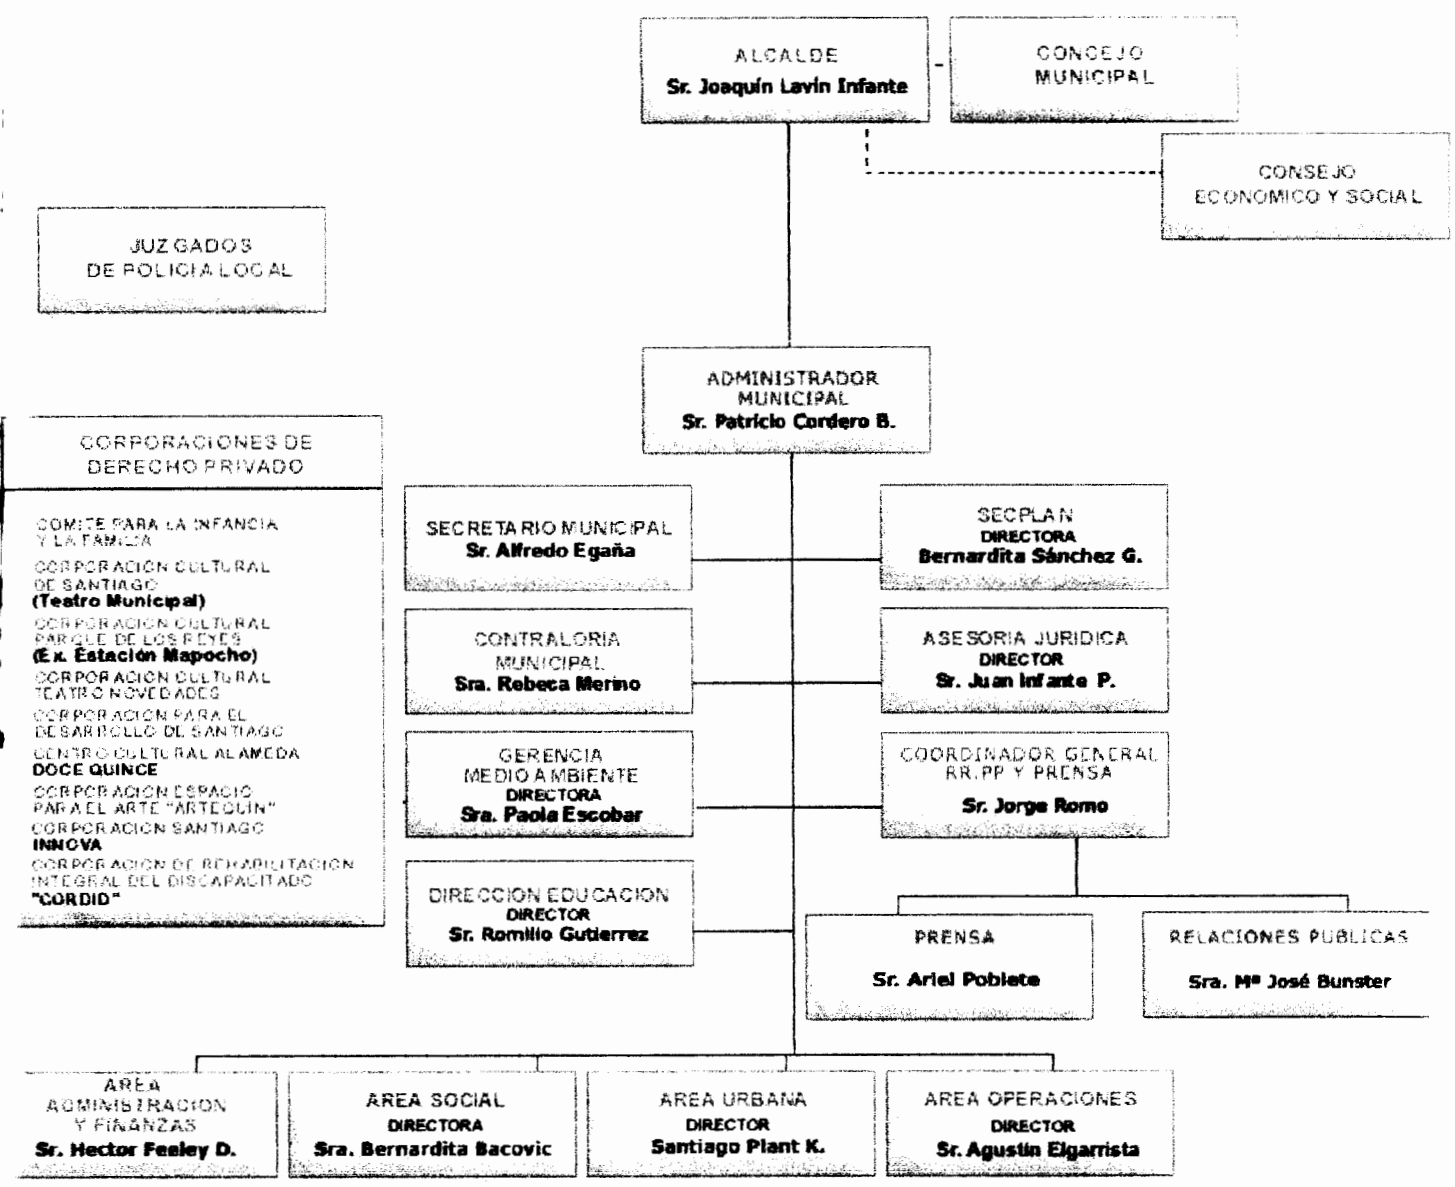 ALCALDE
Sr. Joaquín Lavín Infante
CONCEJO
MUNICIPAL
CONSEJO
ECONOMICO Y SOCIAL
JUZGADOS
DE POLICIA LOCAL
ADMINISTRADOR
MUNICIPAL
Sr. Patricio Cordero B.
CORPORACIONES DE
DERECHO PRIVADO
COMITE PARA LA INFANCIA
Y LA FAMILIA
CORPORACION CULTURAL
DE SANTIAGO
(Teatro Municipal)
CORPORACION CULTURAL
PARQUE DE LOS REYES
(Ex. Estación Mapocho)
CORPORACION CULTURAL
TEATRO NOVEDADES
CORPORACION PARA EL
DESARROLLO DE SANTIAGO
CENTRO CULTURAL ALAMEDA
DOCE QUINCE
CORPORACION ESPACIO
PARA EL ARTE "ARTEQUIN"
CORPORACION SANTIAGO
INNOVA
CORPORACION DE REHABILITACION
INTEGRAL DEL DISCAPACITADO
"CORDID"
SECRETARIO MUNICIPAL
Sr. Alfredo Egaña
SECPLAN
DIRECTORA
Bernardita Sánchez G.
CONTRALORIA
MUNICIPAL
Sra. Rebeca Merino
ASESORIA JURIDICA
DIRECTOR
Sr. Juan Infante P.
GERENCIA
MEDIO AMBIENTE
DIRECTORA
Sra. Paola Escobar
COORDINADOR GENERAL
RR.PP Y PRENSA
Sr. Jorge Romo
DIRECCION EDUCACION
DIRECTOR
Sr. Romilio Gutierrez
PRENSA
Sr. Ariel Poblete
RELACIONES PUBLICAS
Sra. Mª José Bunster
AREA
ADMINISTRACION
Y FINANZAS
Sr. Hector Feeley D.
AREA SOCIAL
DIRECTORA
Sra. Bernardita Bacovic
AREA URBANA
DIRECTOR
Santiago Plant K.
AREA OPERACIONES
DIRECTOR
Sr. Agustín Elgarrista